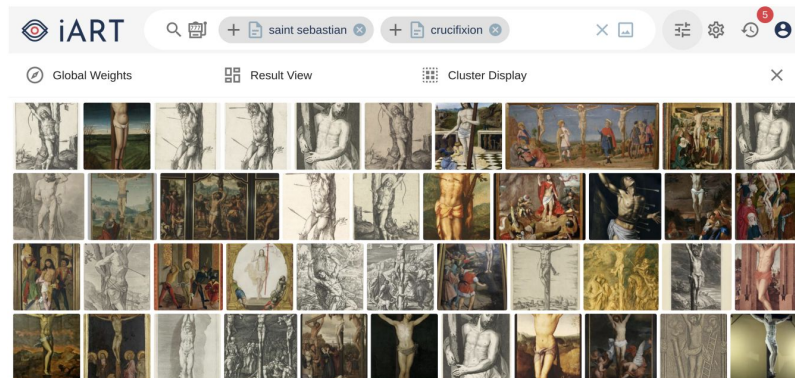 iART
saint sebastian
crucifixion
5
Global Weights
Result View
Cluster Display